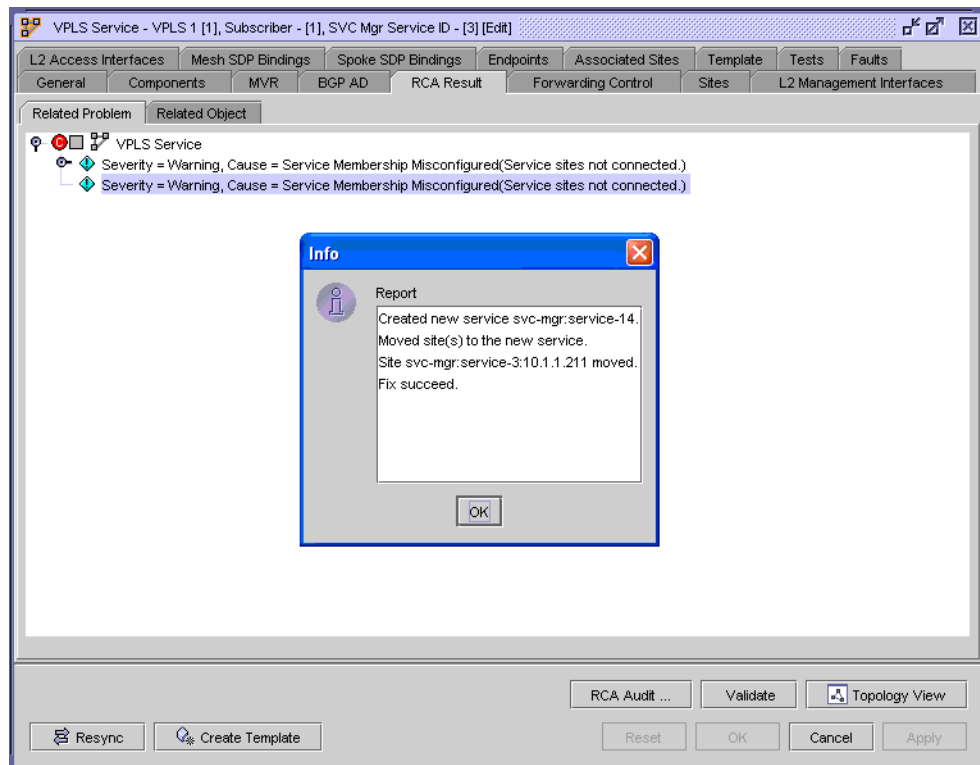 VPLS Service - VPLS 1 [1], Subscriber - [1], SVC Mgr Service ID - [3] [Edit]
L2 Access Interfaces Mesh SDP Bindings Spoke SDP Bindings Endpoints Associated Sites Template Tests Faults
General Components MVR BGP AD RCA Result Forwarding Control Sites L2 Management Interfaces
Related Problem Related Object
C VPLS Service
Severity = Warning, Cause = Service Membership Misconfigured(Service sites not connected.)
Severity = Warning, Cause = Service Membership Misconfigured(Service sites not connected.)
Info
Report
Created new service svc-mgr:service-14.
Moved site(s) to the new service.
Site svc-mgr:service-3:10.1.1.211 moved.
Fix succeed.
OK
RCA Audit ... Validate Topology View
Resync Create Template Reset OK Cancel Apply